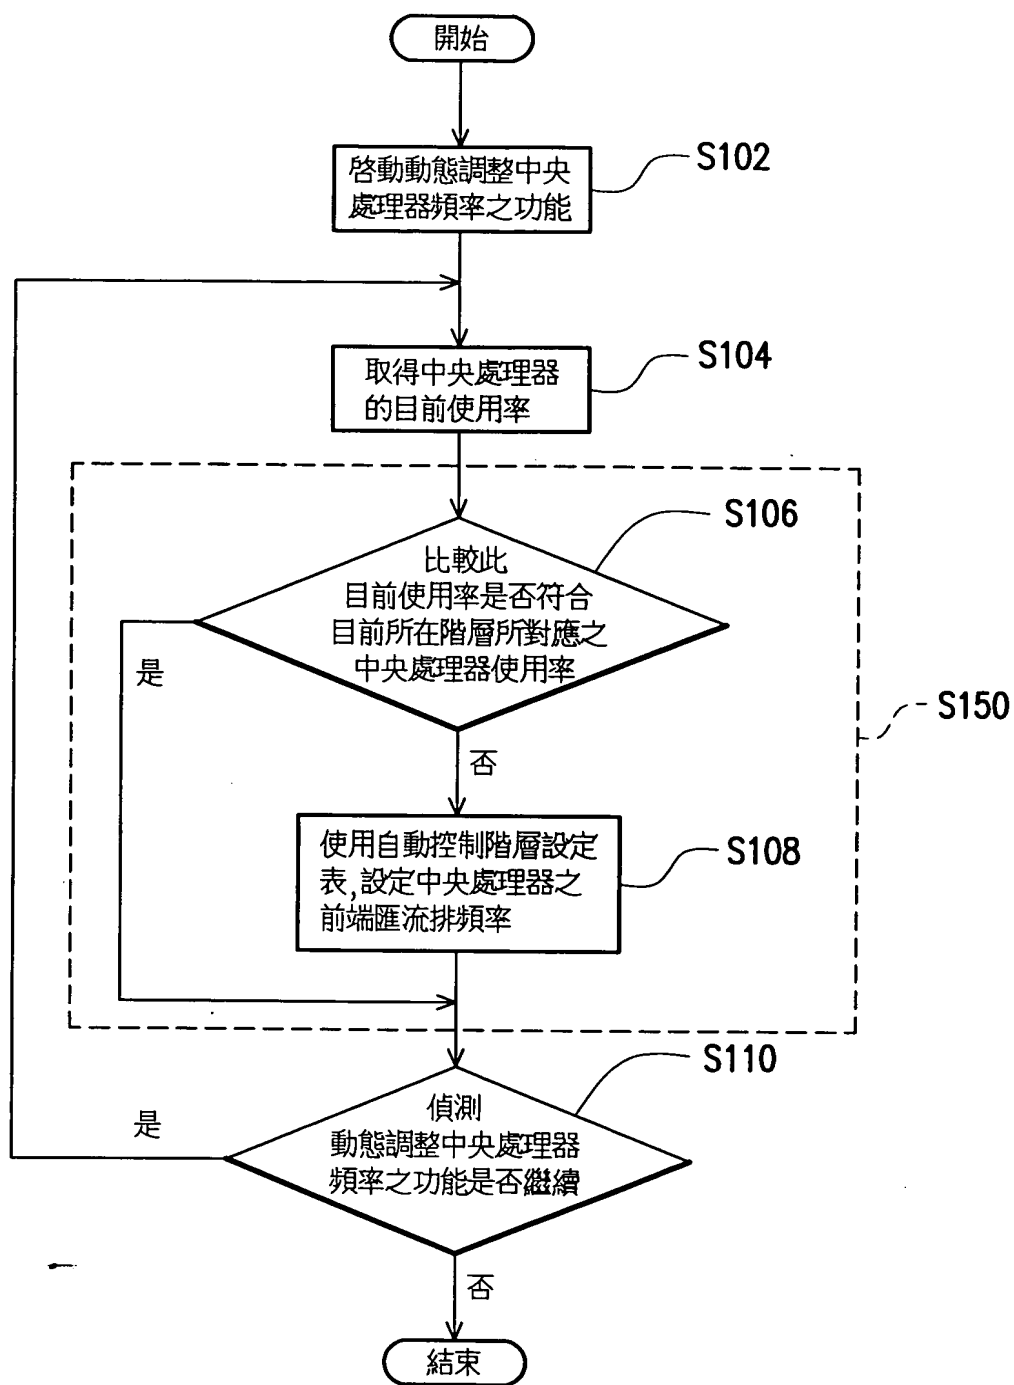 開始
啓動動態調整中央
處理器頻率之功能
S102
取得中央處理器
的目前使用率
S104
比較此
目前使用率是否符合
目前所在階層所對應之
中央處理器使用率
S106
是
否
S150
使用自動控制階層設定
表,設定中央處理器之
前端匯流排頻率
S108
偵測
動態調整中央處理器
頻率之功能是否繼續
S110
是
否
結束